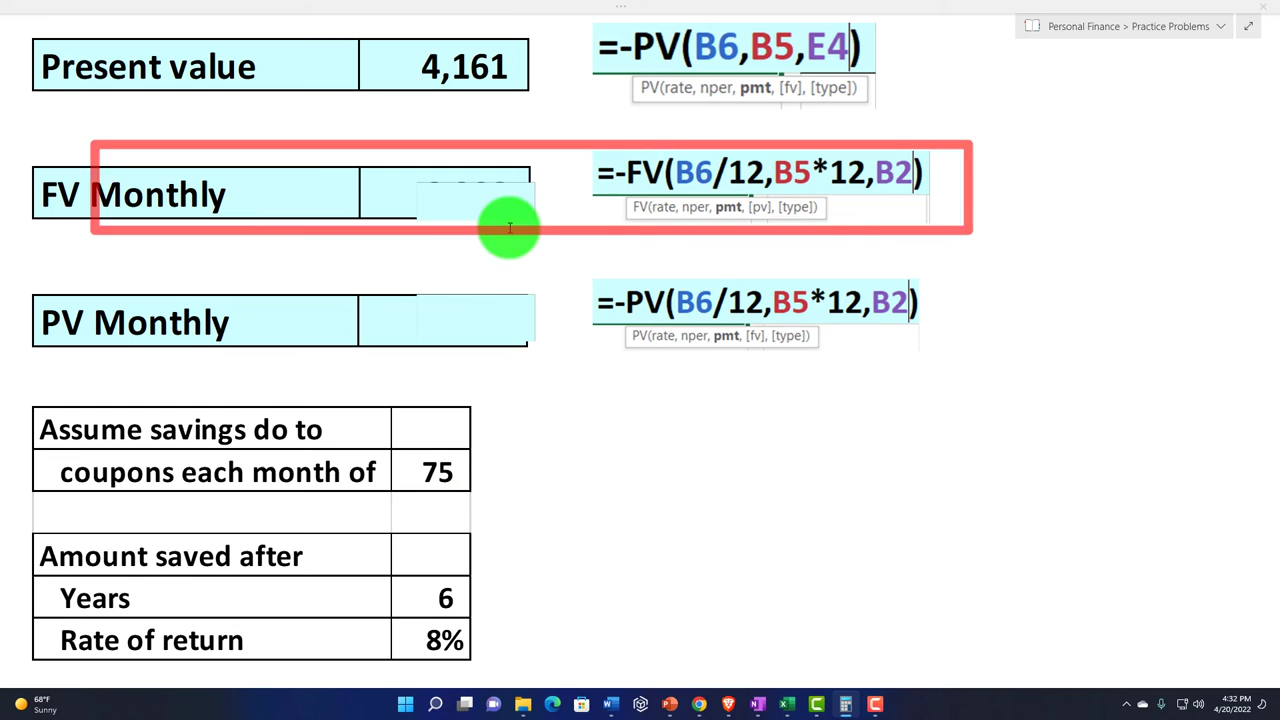 Personal Finance > Practice Problems
Present value 4,161 =-PV(B6,B5,E4)
PV(rate, nper, pmt, [fv], [type])
FV Monthly =-FV(B6/12,B5*12,B2)
FV(rate, nper, pmt, [pv], [type])
PV Monthly =-PV(B6/12,B5*12,B2)
PV(rate, nper, pmt, [fv], [type])
Assume savings do to
coupons each month of 75
Amount saved after
Years 6
Rate of return 8%
68°F
Sunny
4:32 PM
4/20/2022